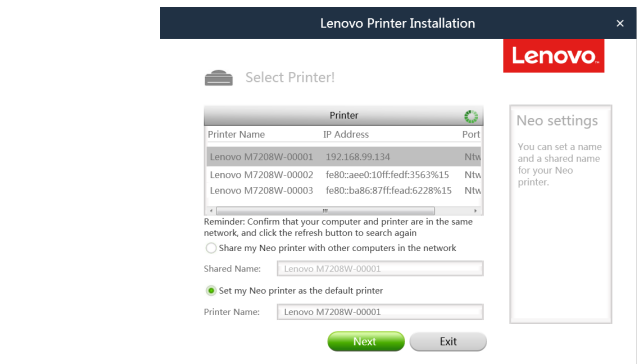 Lenovo Printer Installation
×
Lenovo
Select Printer!
Printer
Printer Name IP Address Port
Lenovo M7208W-00001 192.168.99.134 Ntw
Lenovo M7208W-00002 fe80::aee0:10ff:fedf:3563%15 Ntw
Lenovo M7208W-00003 fe80::ba86:87ff:fead:6228%15 Ntw
Reminder: Confirm that your computer and printer are in the same
network, and click the refresh button to search again
Share my Neo printer with other computers in the network
Shared Name: Lenovo M7208W-00001
Set my Neo printer as the default printer
Printer Name: Lenovo M7208W-00001
Next Exit
Neo settings
You can set a name
and a shared name
for your Neo
printer.